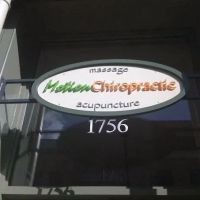 massage
MotionChiropractic
acupuncture
1756